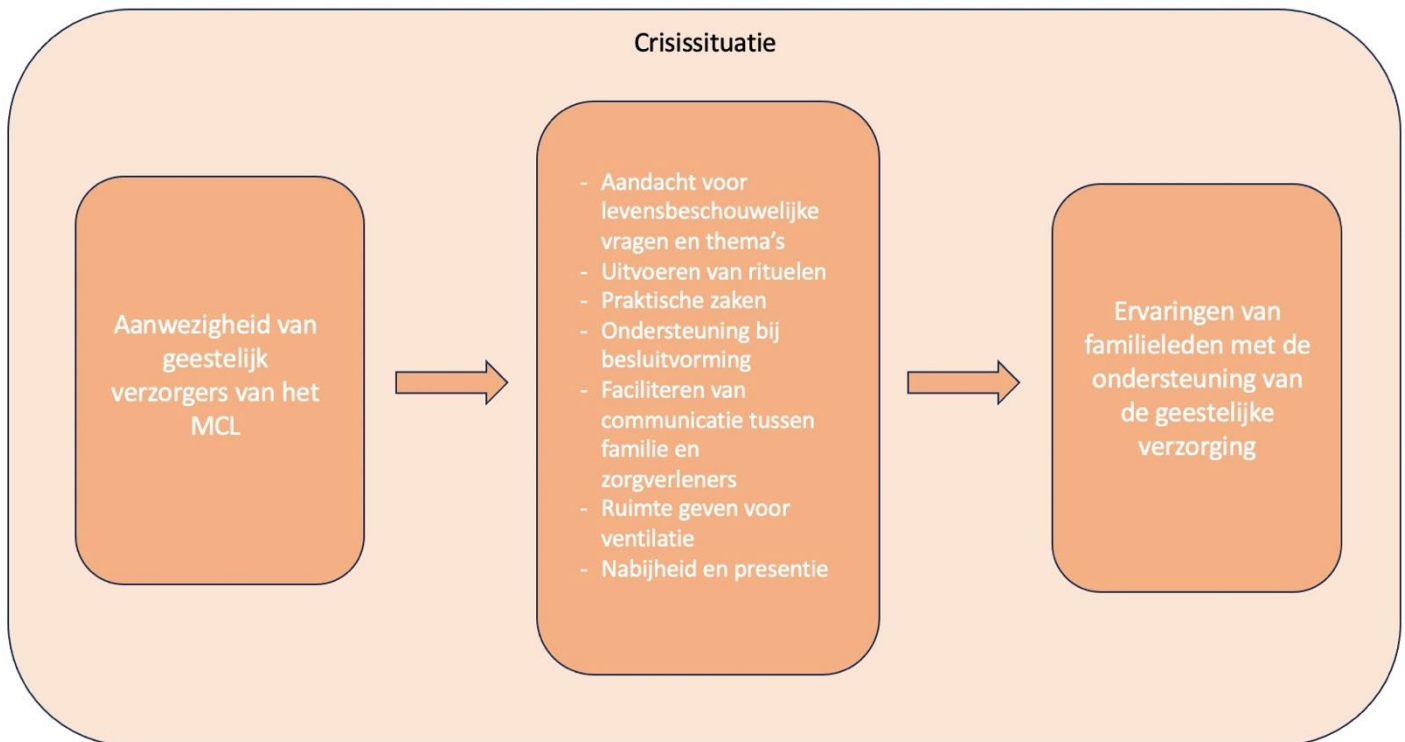 Crisissituatie
Aanwezigheid van
geestelijk
verzorgers van het
MCL
- Aandacht voor
levensbeschouwelijke
vragen en thema's
- Uitvoeren van rituelen
- Praktische zaken
- Ondersteuning bij
besluitvorming
- Faciliteren van
communicatie tussen
familie en
zorgverleners
- Ruimte geven voor
ventilatie
- Nabijheid en presentie
Ervaringen van
familieleden met de
ondersteuning van
de geestelijke
verzorging